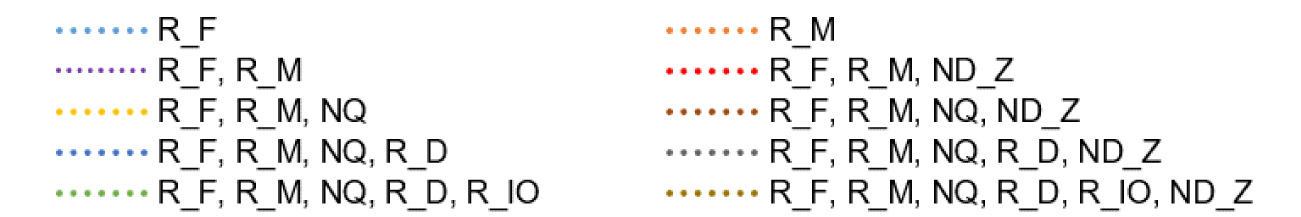 R_F
R_M
R_F, R_M
R_F, R_M, ND_Z
R_F, R_M, NQ
R_F, R_M, NQ, ND_Z
R_F, R_M, NQ, R_D
R_F, R_M, NQ, R_D, ND_Z
R_F, R_M, NQ, R_D, R_IO
R_F, R_M, NQ, R_D, R_IO, ND_Z